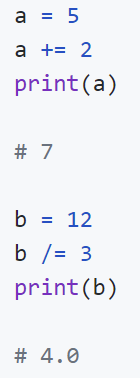 a = 5
a += 2
print(a)

# 7

b = 12
b /= 3
print(b)

# 4.0